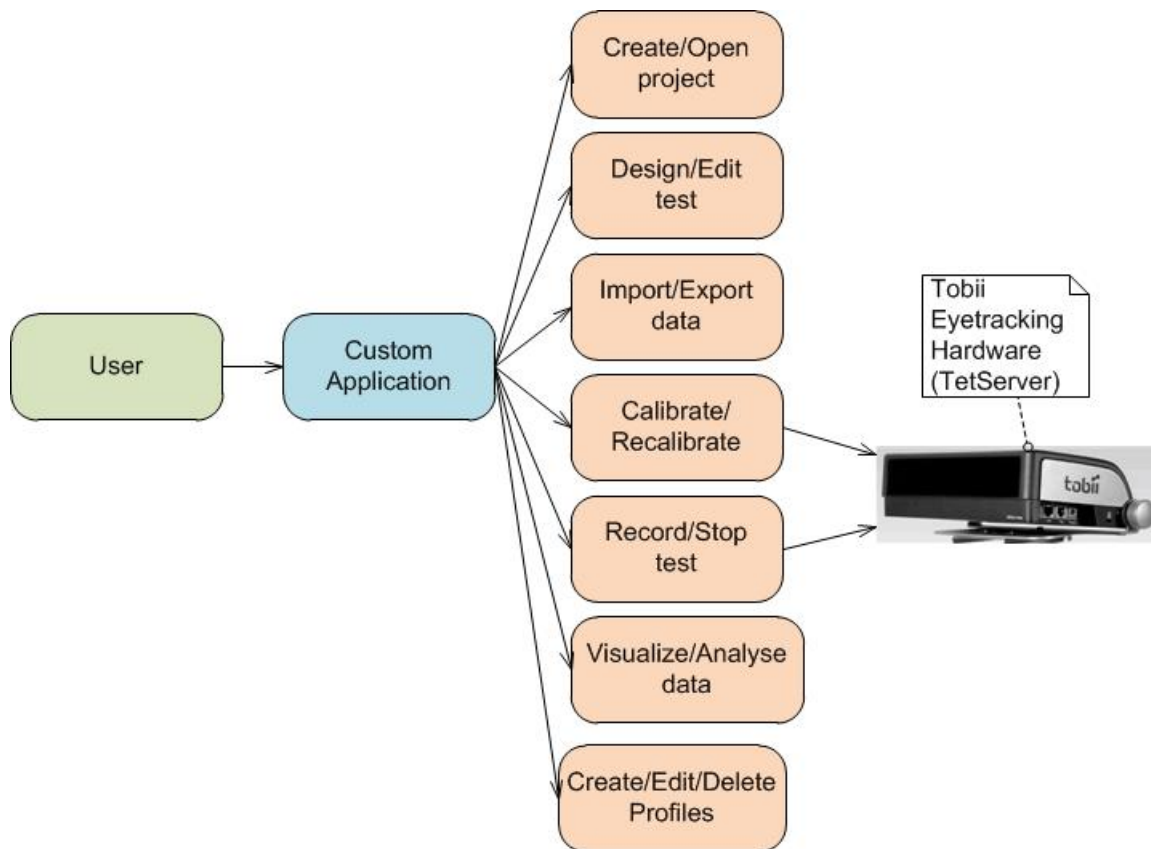 Create/Open
project
Design/Edit
test
Import/Export
data
User
Custom
Application
Calibrate/
Recalibrate
Record/Stop
test
Visualize/Analyse
data
Create/Edit/Delete
Profiles
Tobii
Eyetracking
Hardware
(TetServer)
tobii